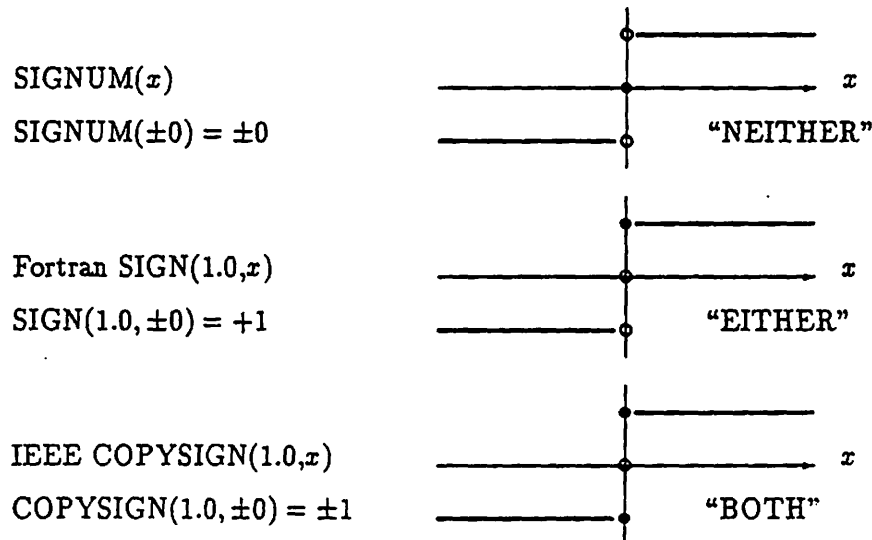 SIGNUM(x)
x
SIGNUM(±0) = ±0
"NEITHER"
Fortran SIGN(1.0,x)
x
SIGN(1.0, ±0) = +1
"EITHER"
IEEE COPYSIGN(1.0,x)
x
COPYSIGN(1.0, ±0) = ±1
"BOTH"